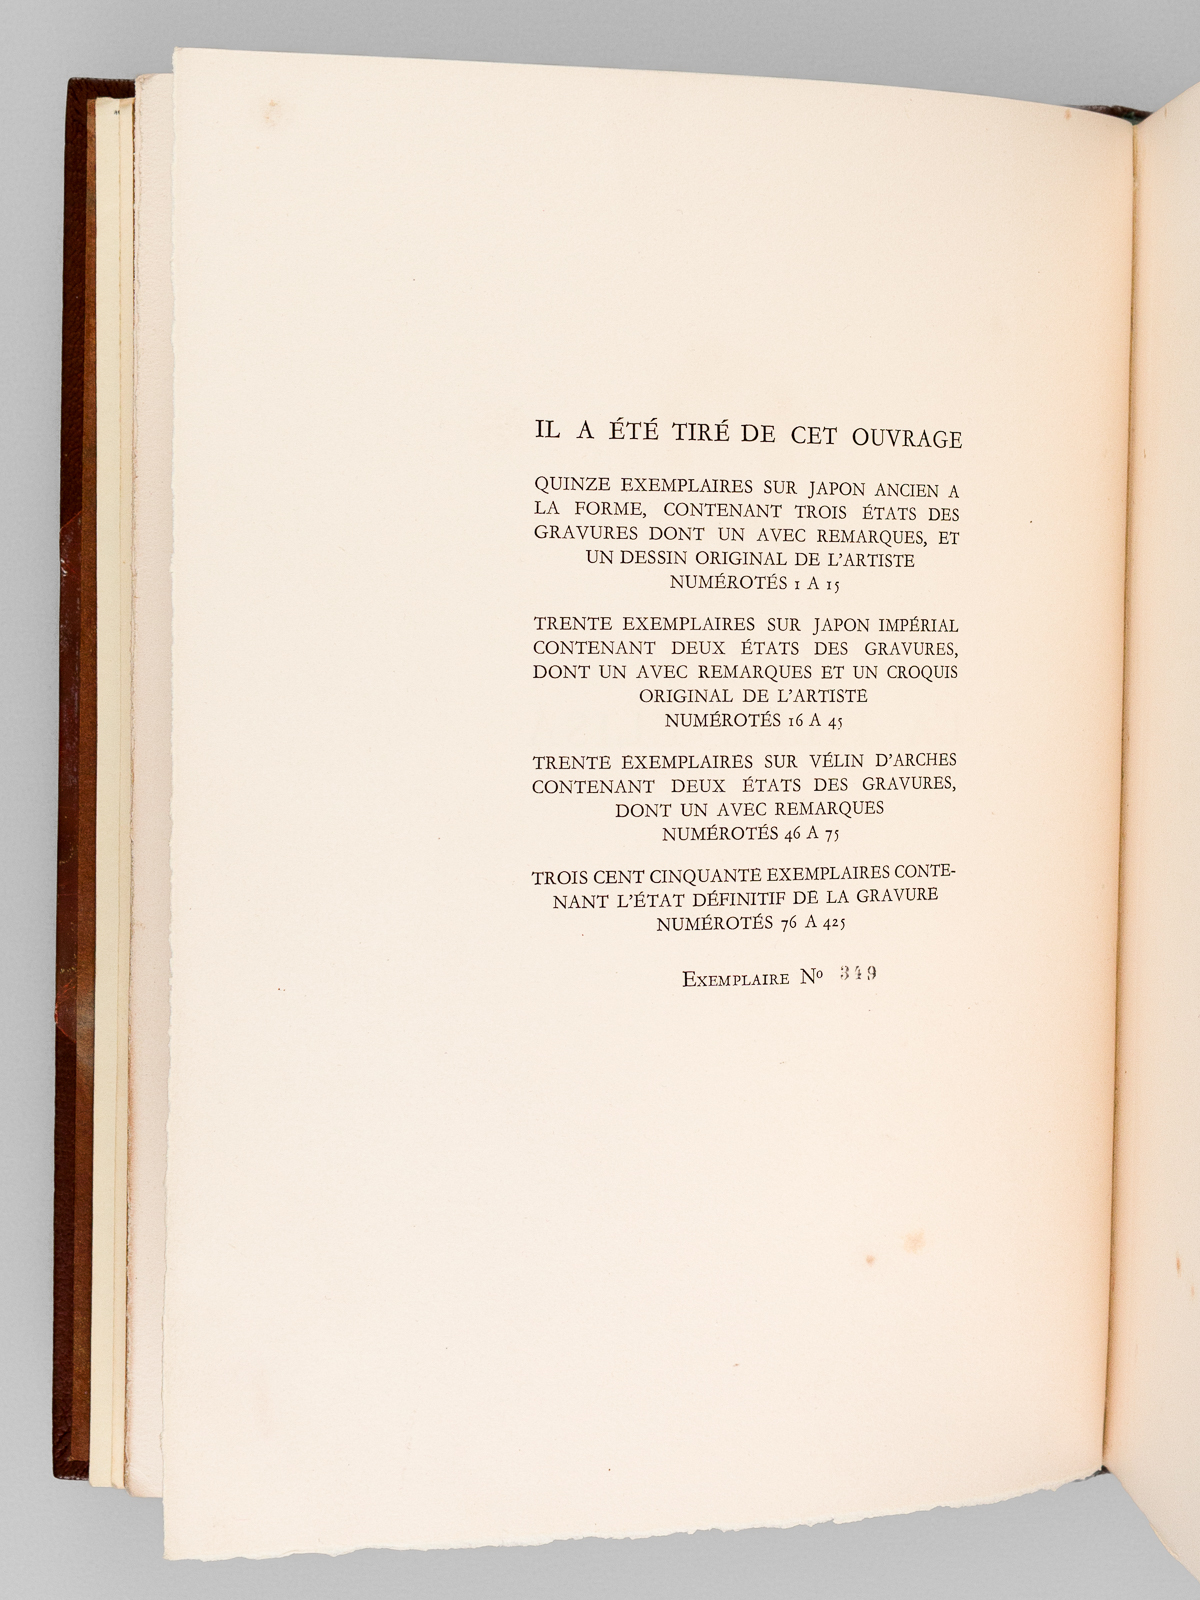 IL A ÉTÉ TIRÉ DE CET OUVRAGE
QUINZE EXEMPLAIRES SUR JAPON ANCIEN A
LA FORME, CONTENANT TROIS ÉTATS DES
GRAVURES DONT UN AVEC REMARQUES, ET
UN DESSIN ORIGINAL DE L'ARTISTE
NUMÉROTÉS 1 A 15
TRENTE EXEMPLAIRES SUR JAPON IMPÉRIAL
CONTENANT DEUX ÉTATS DES GRAVURES,
DONT UN AVEC REMARQUES ET UN CROQUIS
ORIGINAL DE L'ARTISTE
NUMÉROTÉS 16 A 45
TRENTE EXEMPLAIRES SUR VÉLIN D'ARCHES
CONTENANT DEUX ÉTATS DES GRAVURES,
DONT UN AVEC REMARQUES
NUMÉROTÉS 46 A 75
TROIS CENT CINQUANTE EXEMPLAIRES CONTE-
NANT L'ÉTAT DÉFINITIF DE LA GRAVURE
NUMÉROTÉS 76 A 425
EXEMPLAIRE Nº 349